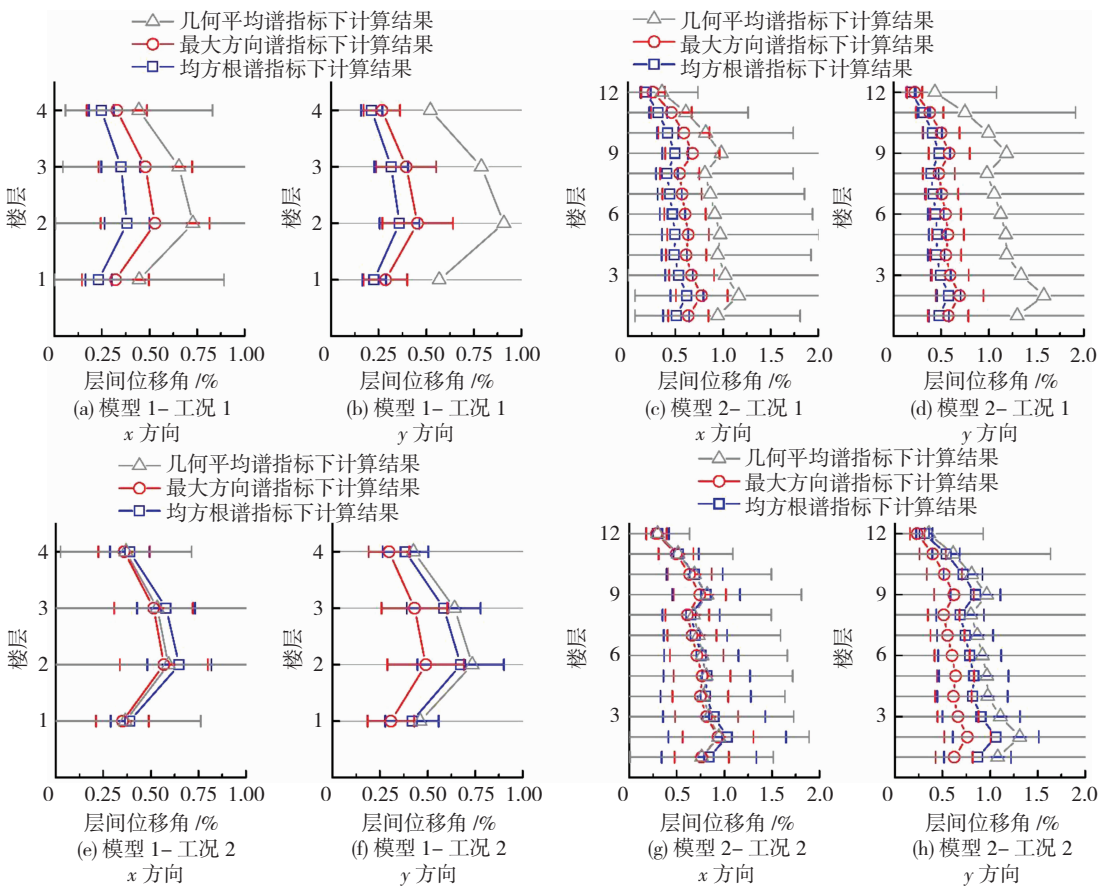 几何平均谱指标下计算结果
最大方向谱指标下计算结果
均方根谱指标下计算结果
几何平均谱指标下计算结果
最大方向谱指标下计算结果
均方根谱指标下计算结果
4
3
2
1
楼层
0 0.25 0.50 0.75 1.00
层间位移角 /%
(a) 模型 1- 工况 1
x 方向
楼层
0.25 0.50 0.75 1.00
层间位移角 /%
(b) 模型 1- 工况 1
y 方向
12
9
6
3
楼层
0 0.5 1.0 1.5 2.0
层间位移角 /%
(c) 模型 2- 工况 1
x 方向
12
9
6
3
楼层
0 0.5 1.0 1.5 2.0
层间位移角 /%
(d) 模型 2- 工况 1
y 方向
几何平均谱指标下计算结果
最大方向谱指标下计算结果
均方根谱指标下计算结果
几何平均谱指标下计算结果
最大方向谱指标下计算结果
均方根谱指标下计算结果
4
3
2
1
楼层
0 0.25 0.50 0.75 1.00
层间位移角 /%
(e) 模型 1- 工况 2
x 方向
楼层
0 0.25 0.50 0.75 1.00
层间位移角 /%
(f) 模型 1- 工况 2
y 方向
12
9
6
3
楼层
0 0.5 1.0 1.5 2.0
层间位移角 /%
(g) 模型 2- 工况 2
x 方向
12
9
6
3
楼层
0 0.5 1.0 1.5 2.0
层间位移角 /%
(h) 模型 2- 工况 2
y 方向